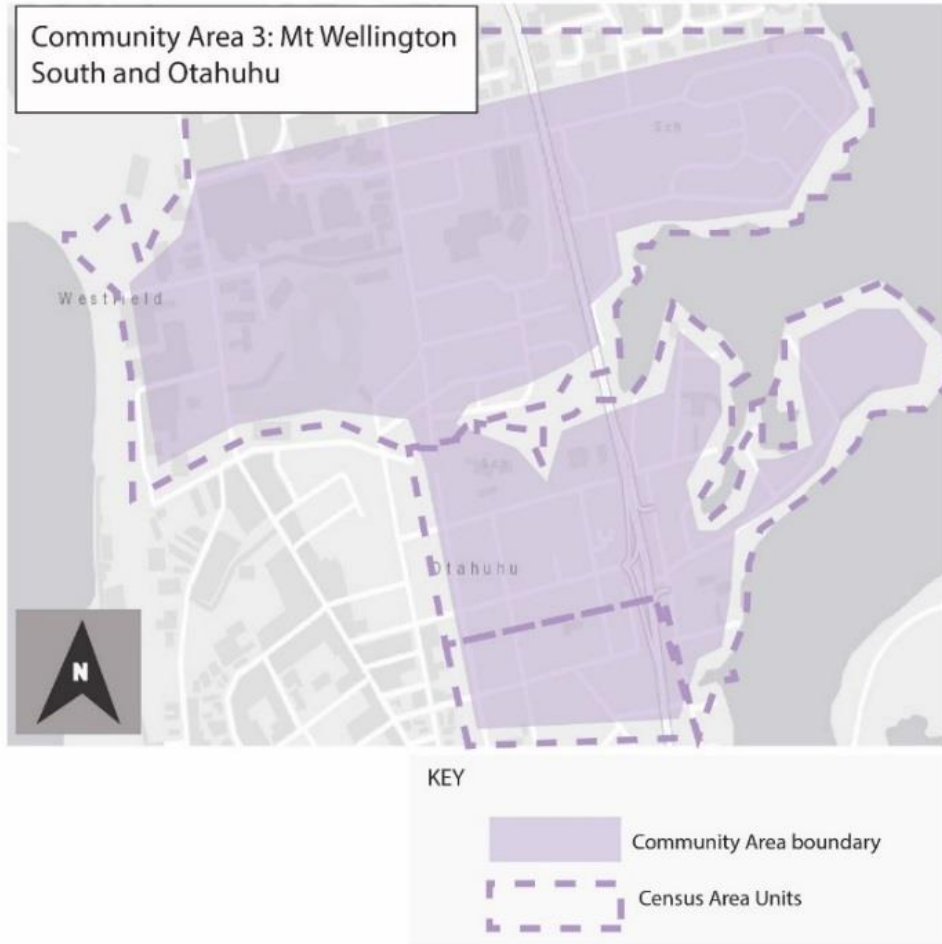 Community Area 3: Mt Wellington
South and Otahuhu
Westfield
Otahuhu
N
KEY
Community Area boundary
Census Area Units